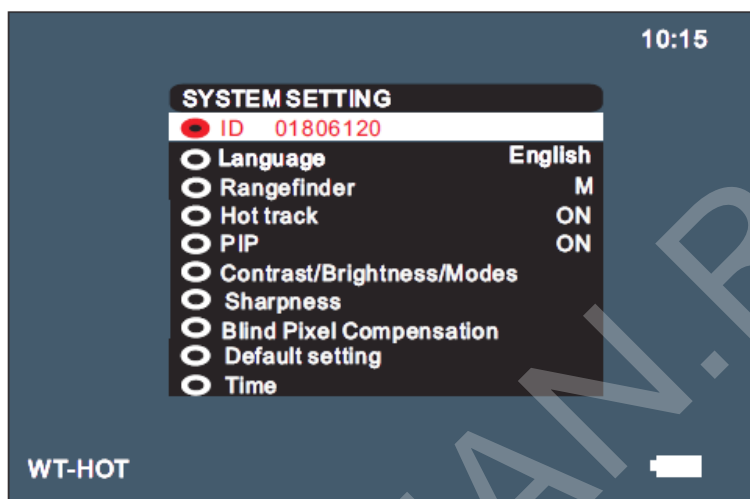 10:15
SYSTEM SETTING
ID 01806120
Language English
Rangefinder M
Hot track ON
PIP ON
Contrast/Brightness/Modes
Sharpness
Blind Pixel Compensation
Default setting
Time
WT-HOT